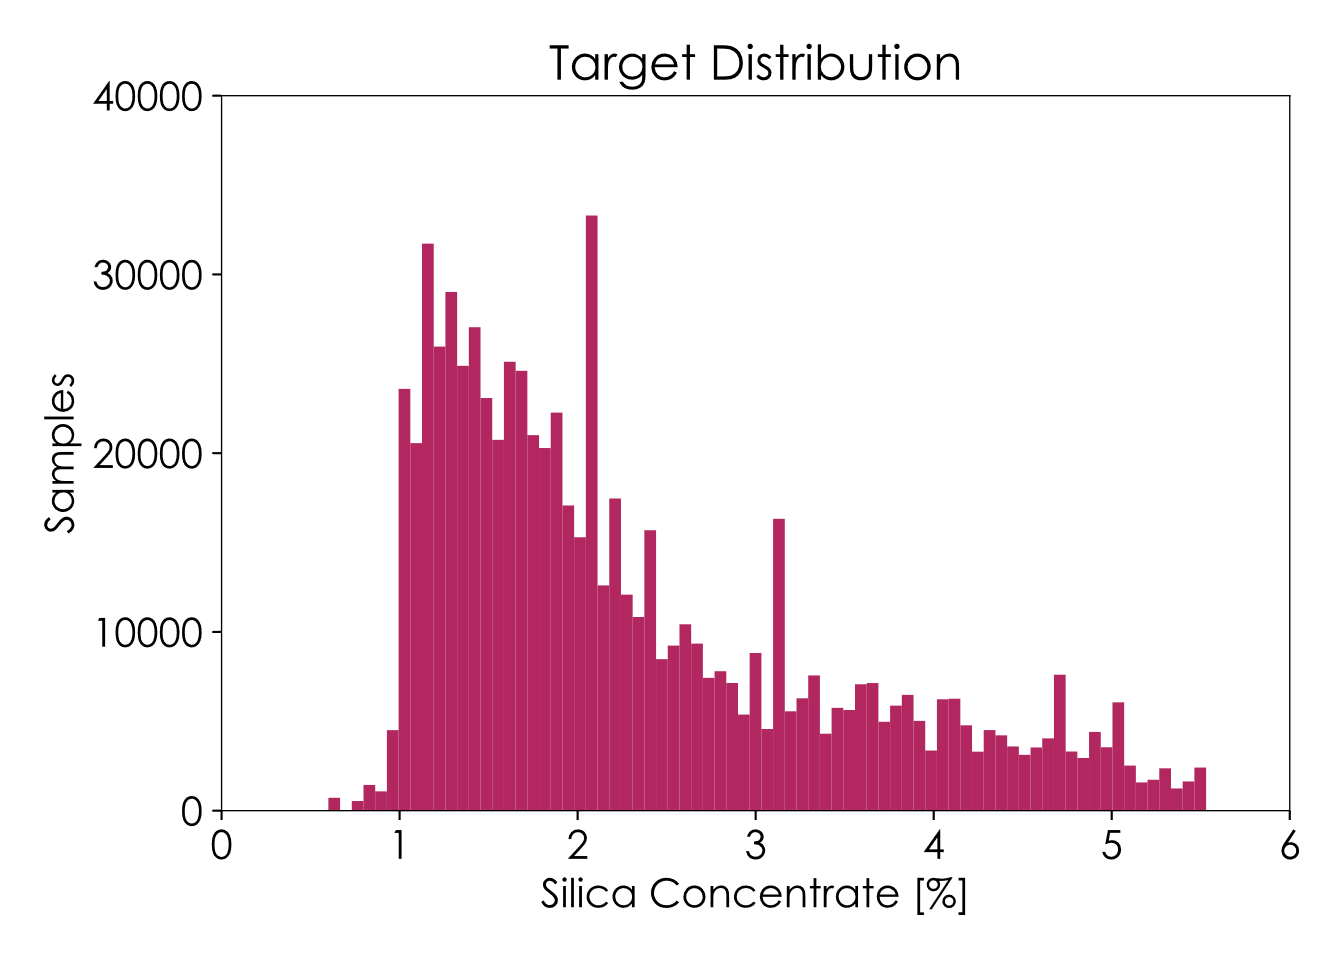 Target Distribution
40000
30000
20000
10000
0
Samples
0 1 2 3 4 5 6
Silica Concentrate [%]